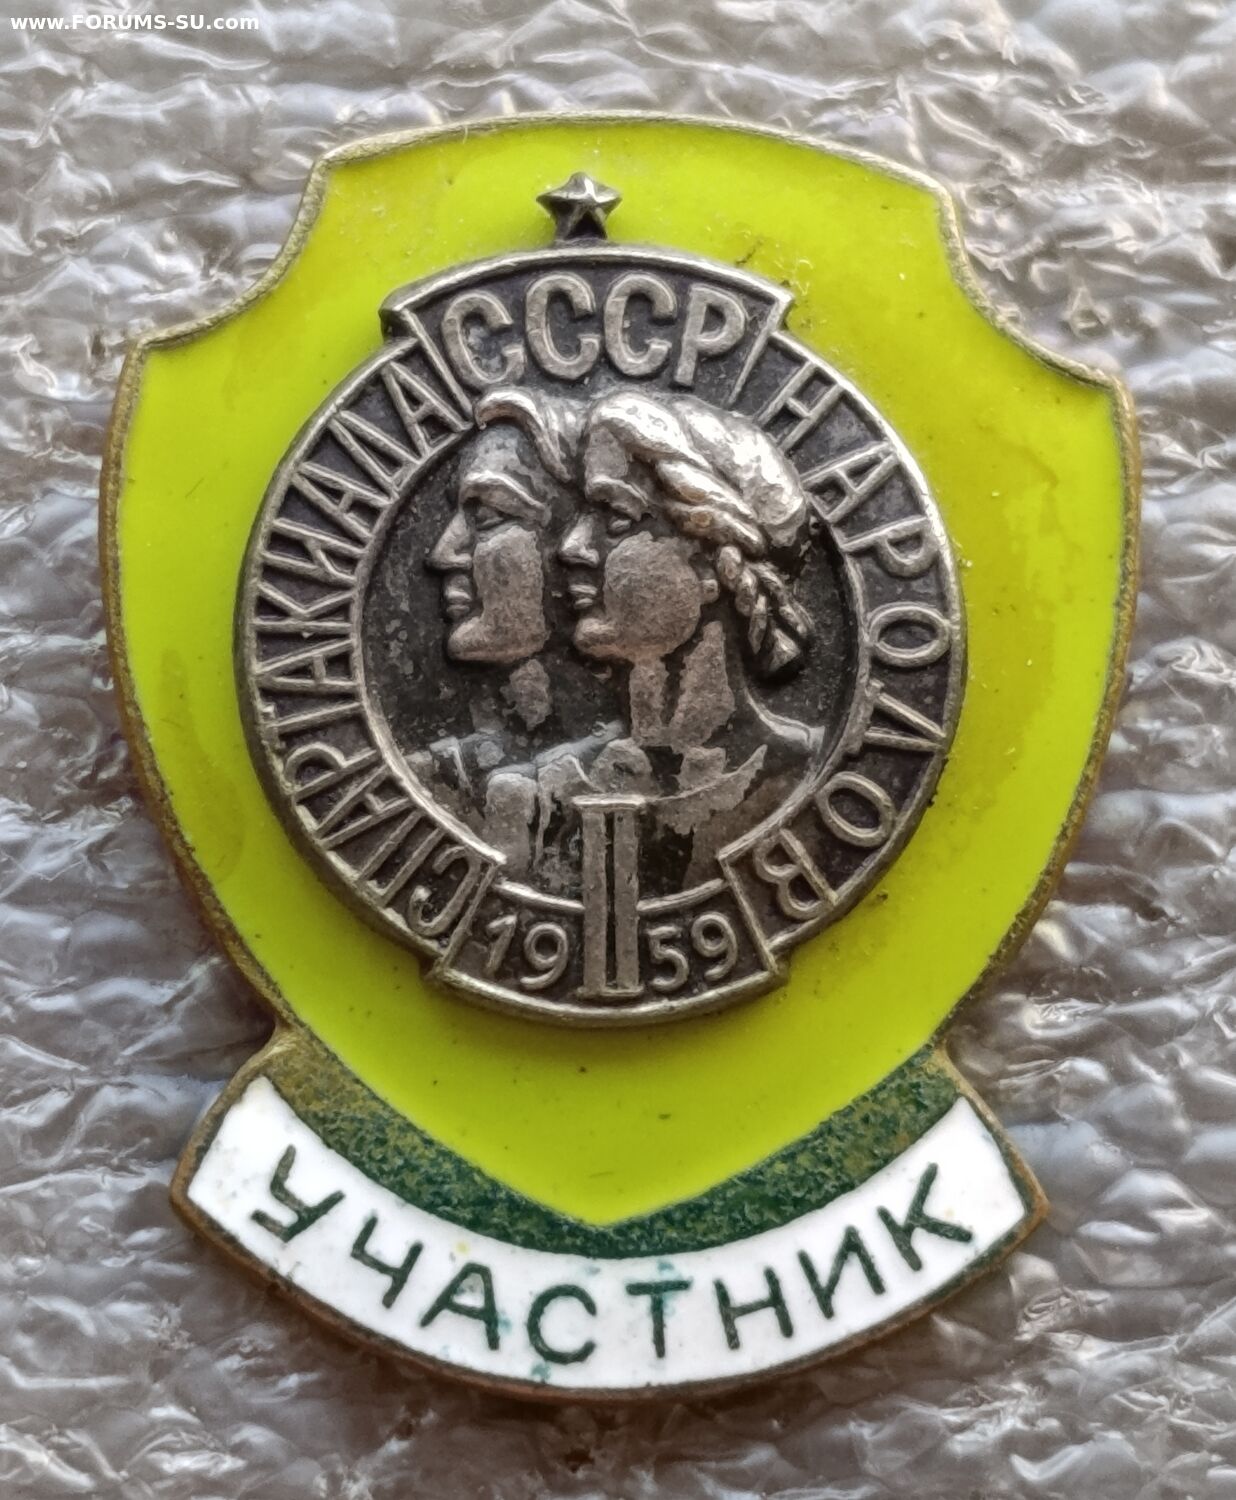 www.FORUMS-SU.com
СССР
СПАРТАКИАДА НАРОДОВ
19 II 59
УЧАСТНИК